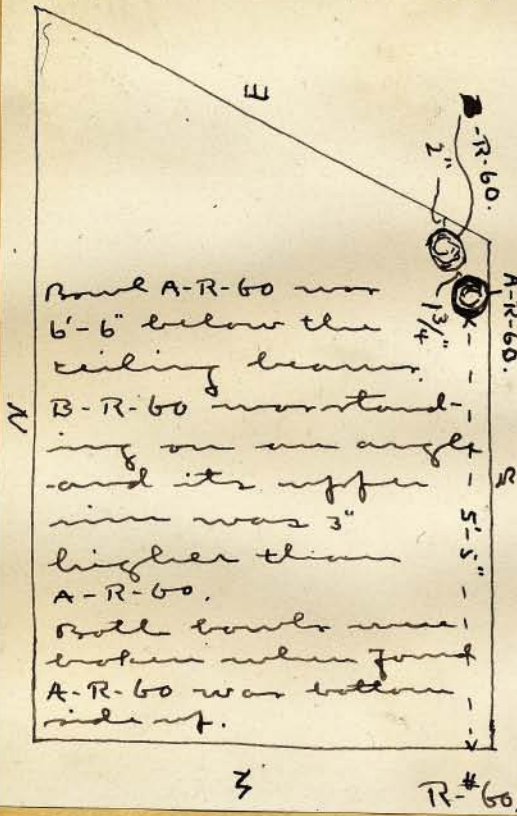 E
B-R-60.
2"
A-R-60.
1 3/4"
Bowl A-R-60 was
6'-6" below the
ceiling beams.
B-R-60 was stand-
ing on an angle
and its upper
rim was 3"
higher than
A-R-60.
Both bowls were
broken when found
A-R-60 was bottom
side up.
N
S
5'-5"
W
R-#60.